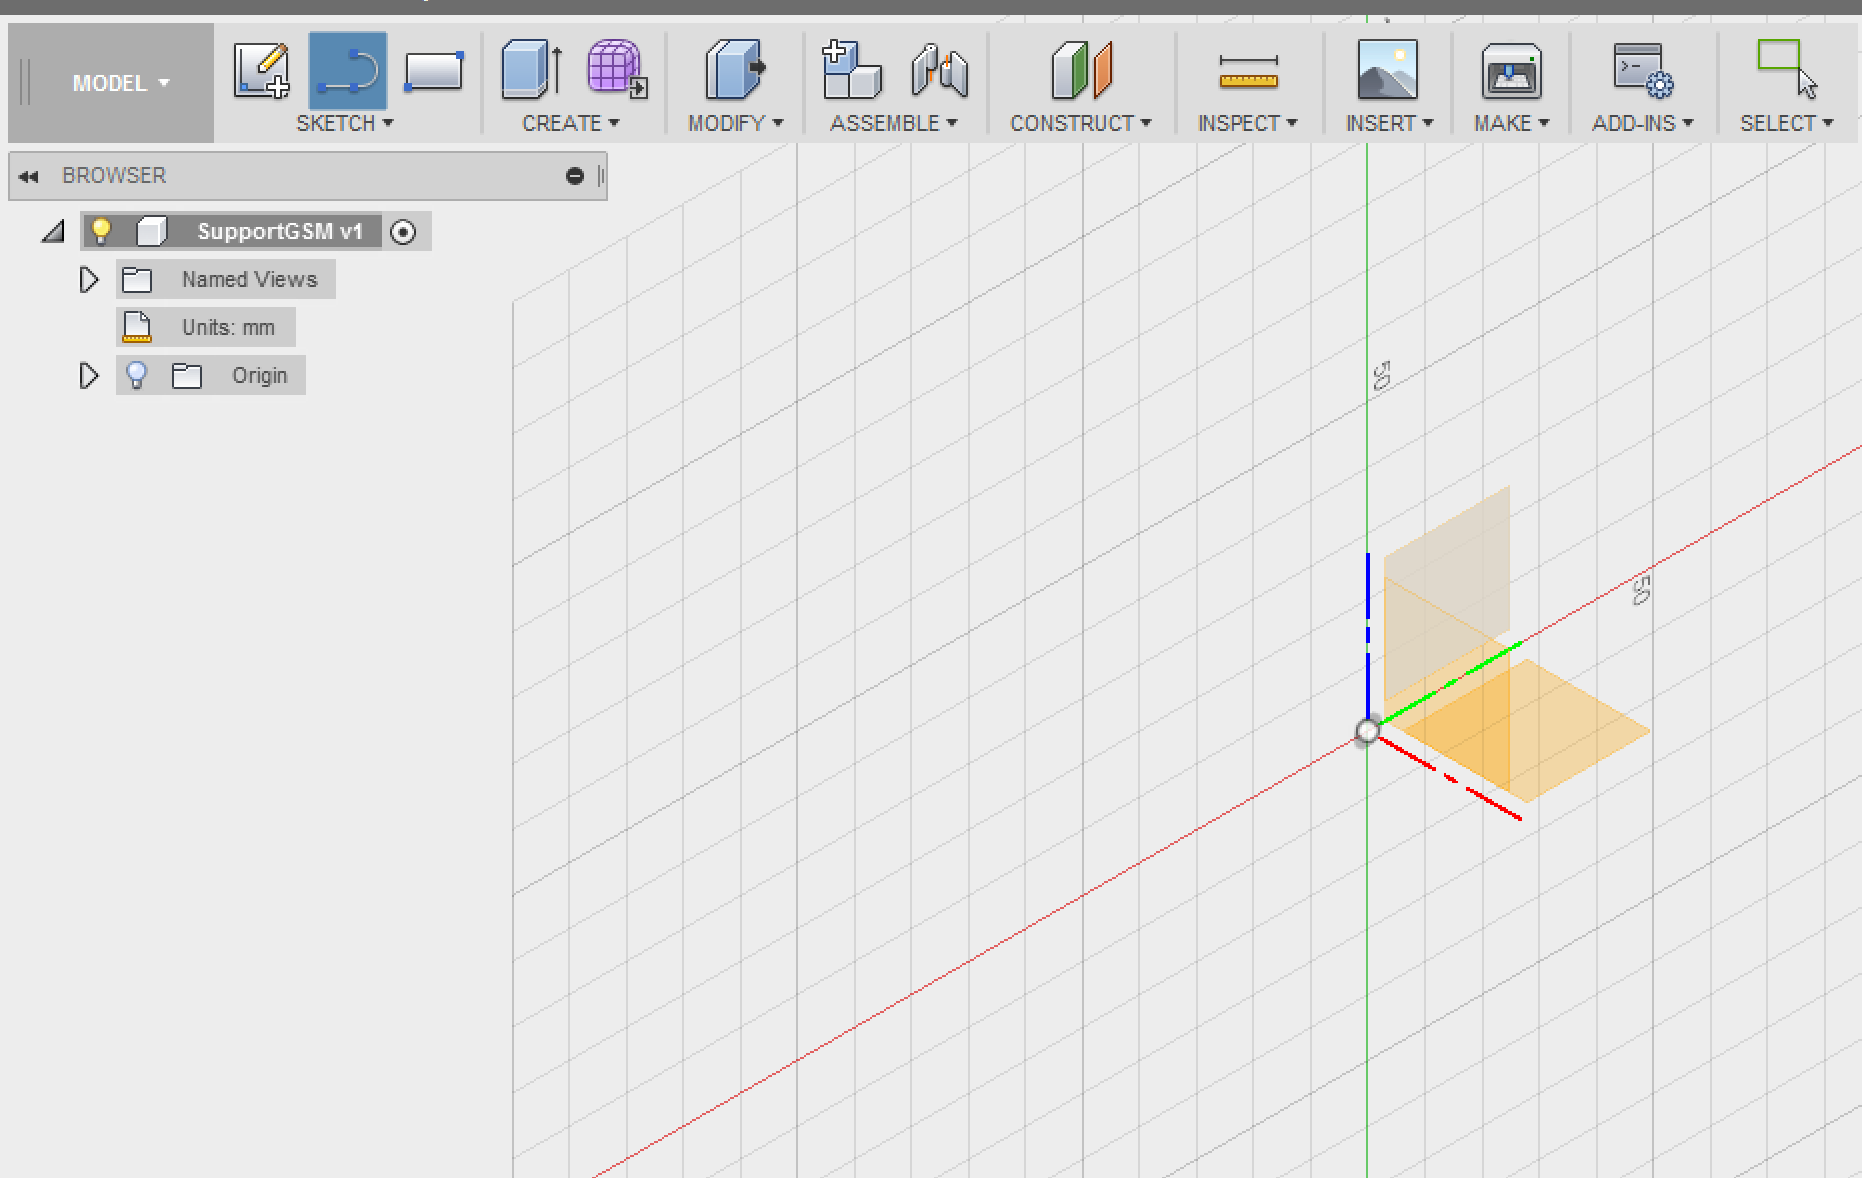 MODEL
SKETCH CREATE MODIFY ASSEMBLE CONSTRUCT INSPECT INSERT MAKE ADD-INS SELECT
BROWSER
SupportGSM v1
Named Views
Units: mm
Origin
50
50